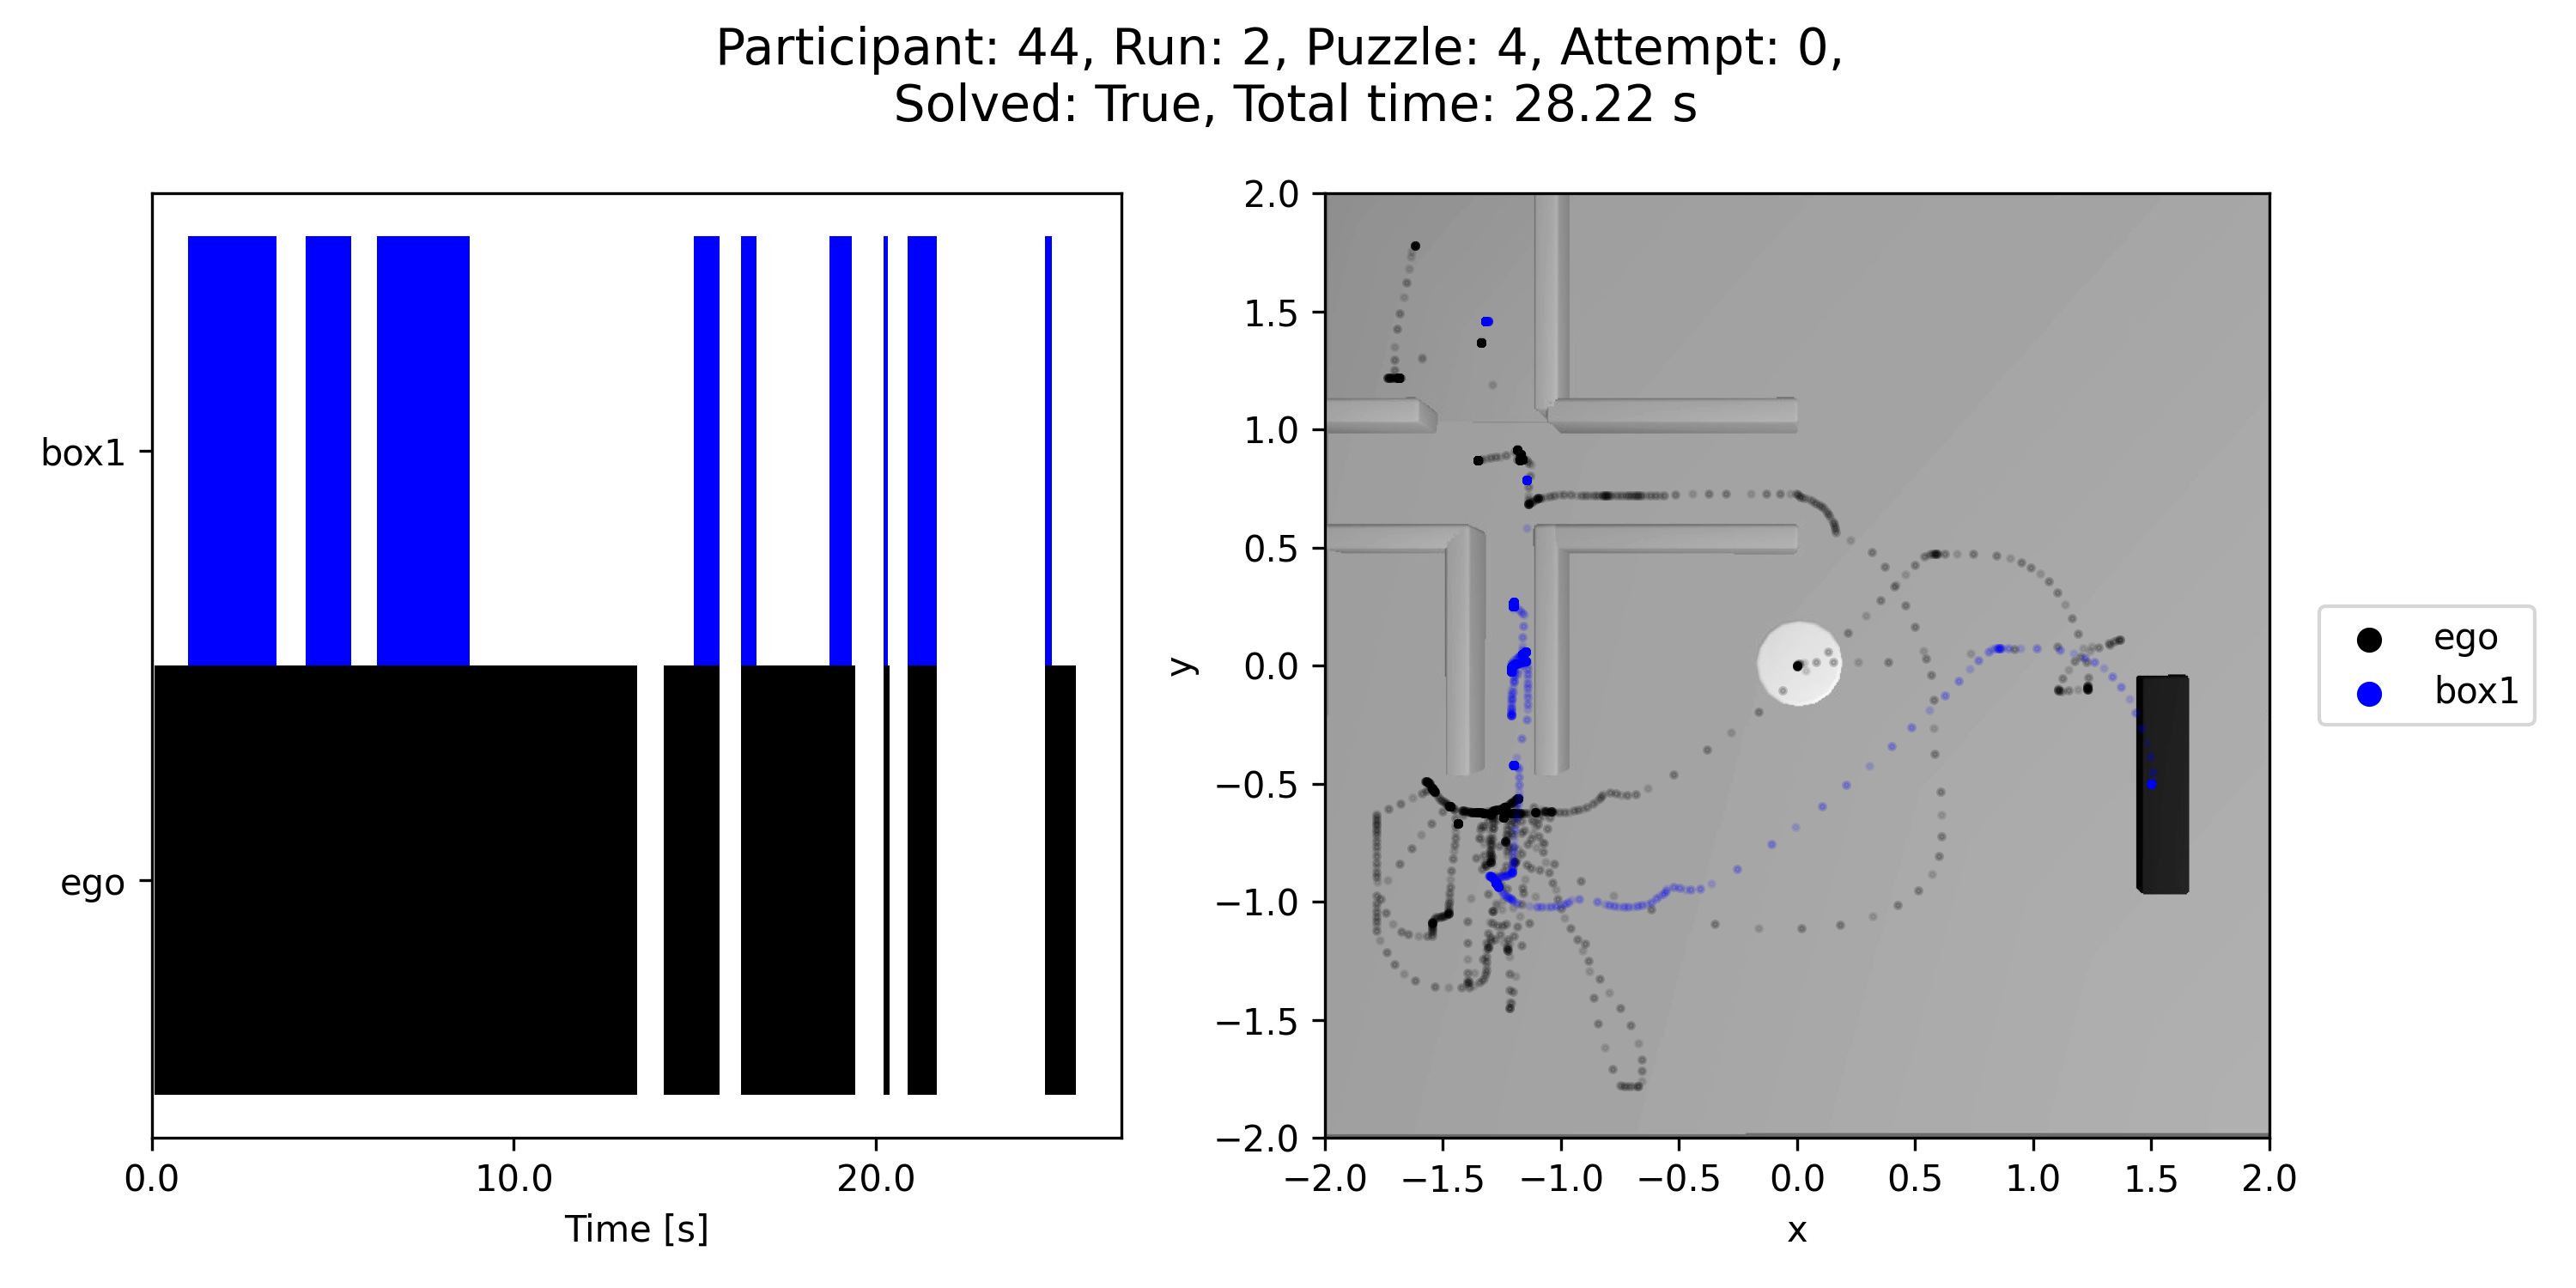 Participant: 44, Run: 2, Puzzle: 4, Attempt: 0,
Solved: True, Total time: 28.22 s
box1
ego
0.0
10.0
20.0
Time [s]
2.0
1.5
1.0
0.5
0.0
−0.5
−1.0
−1.5
−2.0
y
−2.0
−1.5
−1.0
−0.5
0.0
0.5
1.0
1.5
2.0
x
ego
box1